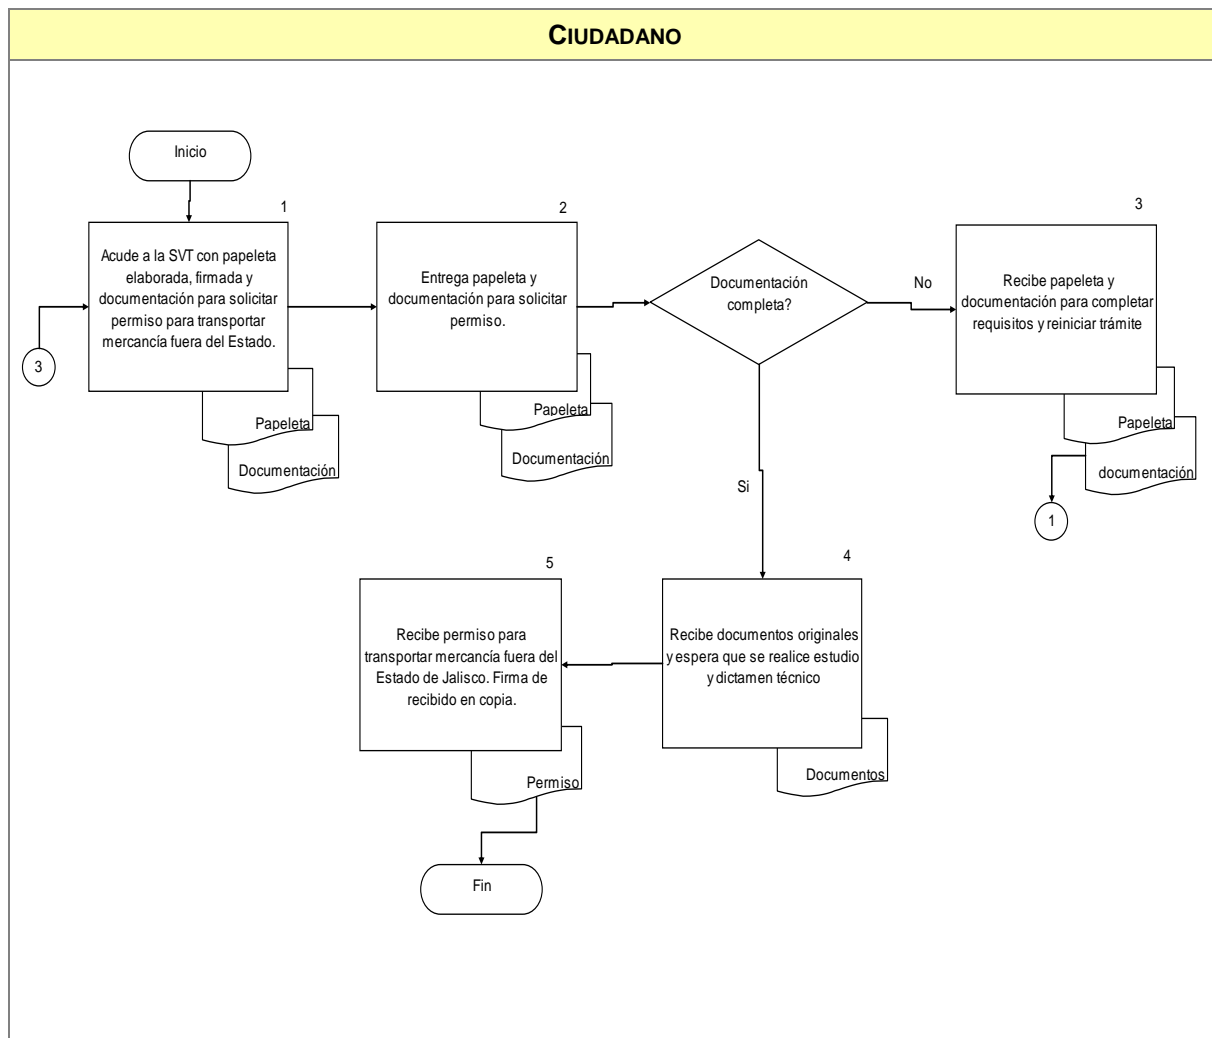 CIUDADANO
Inicio
1
Acude a la SVT con papeleta
elaborada, firmada y
documentación para solicitar
permiso para transportar
mercancía fuera del Estado.
3
Papeleta
Documentación
2
Entrega papeleta y
documentación para solicitar
permiso.
Papeleta
Documentación
Documentación
completa?
No
Si
3
Recibe papeleta y
documentación para completar
requisitos y reiniciar trámite
Papeleta
documentación
1
4
Recibe documentos originales
y espera que se realice estudio
y dictamen técnico
Documentos
5
Recibe permiso para
transportar mercancía fuera del
Estado de Jalisco. Firma de
recibido en copia.
Permiso
Fin